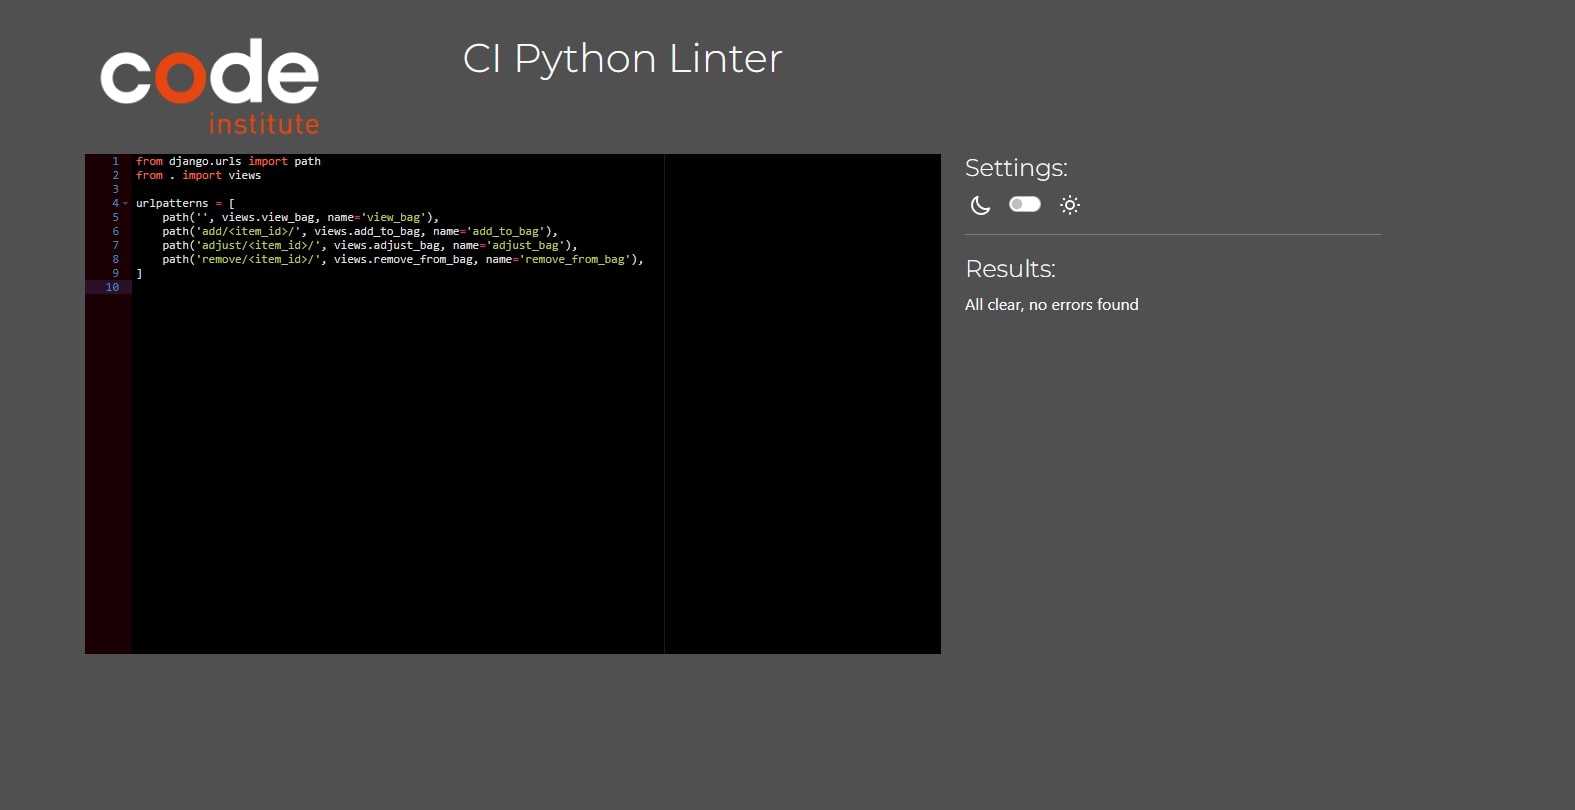 code
institute
CI Python Linter
1 from django.urls import path
2 from . import views
3
4 urlpatterns = [
5     path('', views.view_bag, name='view_bag'),
6     path('add/<item_id>/', views.add_to_bag, name='add_to_bag'),
7     path('adjust/<item_id>/', views.adjust_bag, name='adjust_bag'),
8     path('remove/<item_id>/', views.remove_from_bag, name='remove_from_bag'),
9 ]
10
Settings:
Results:
All clear, no errors found